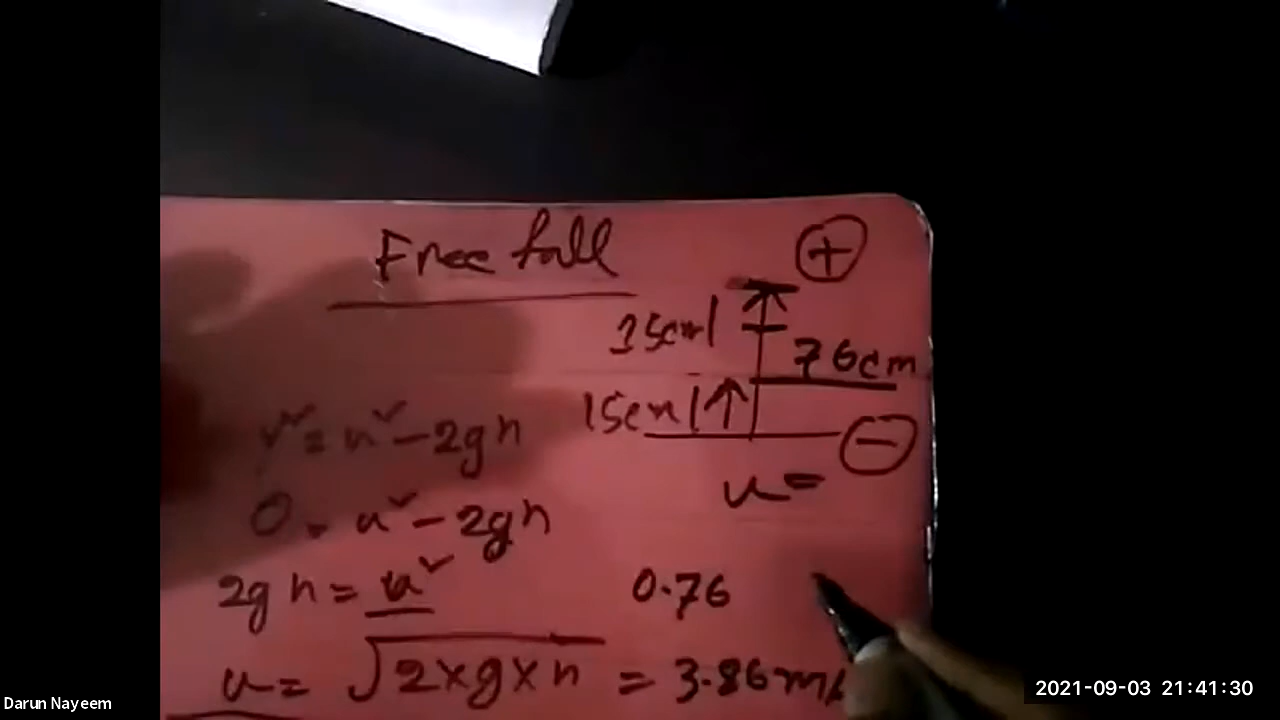 Free fall
+
15cm
76cm
15cm
−
v² = u² − 2gh
u =
0 = u² − 2gh
2gh = u²
0.76
u = √2×g×h = 3.86 m/
2021-09-03 21:41:30
Darun Nayeem